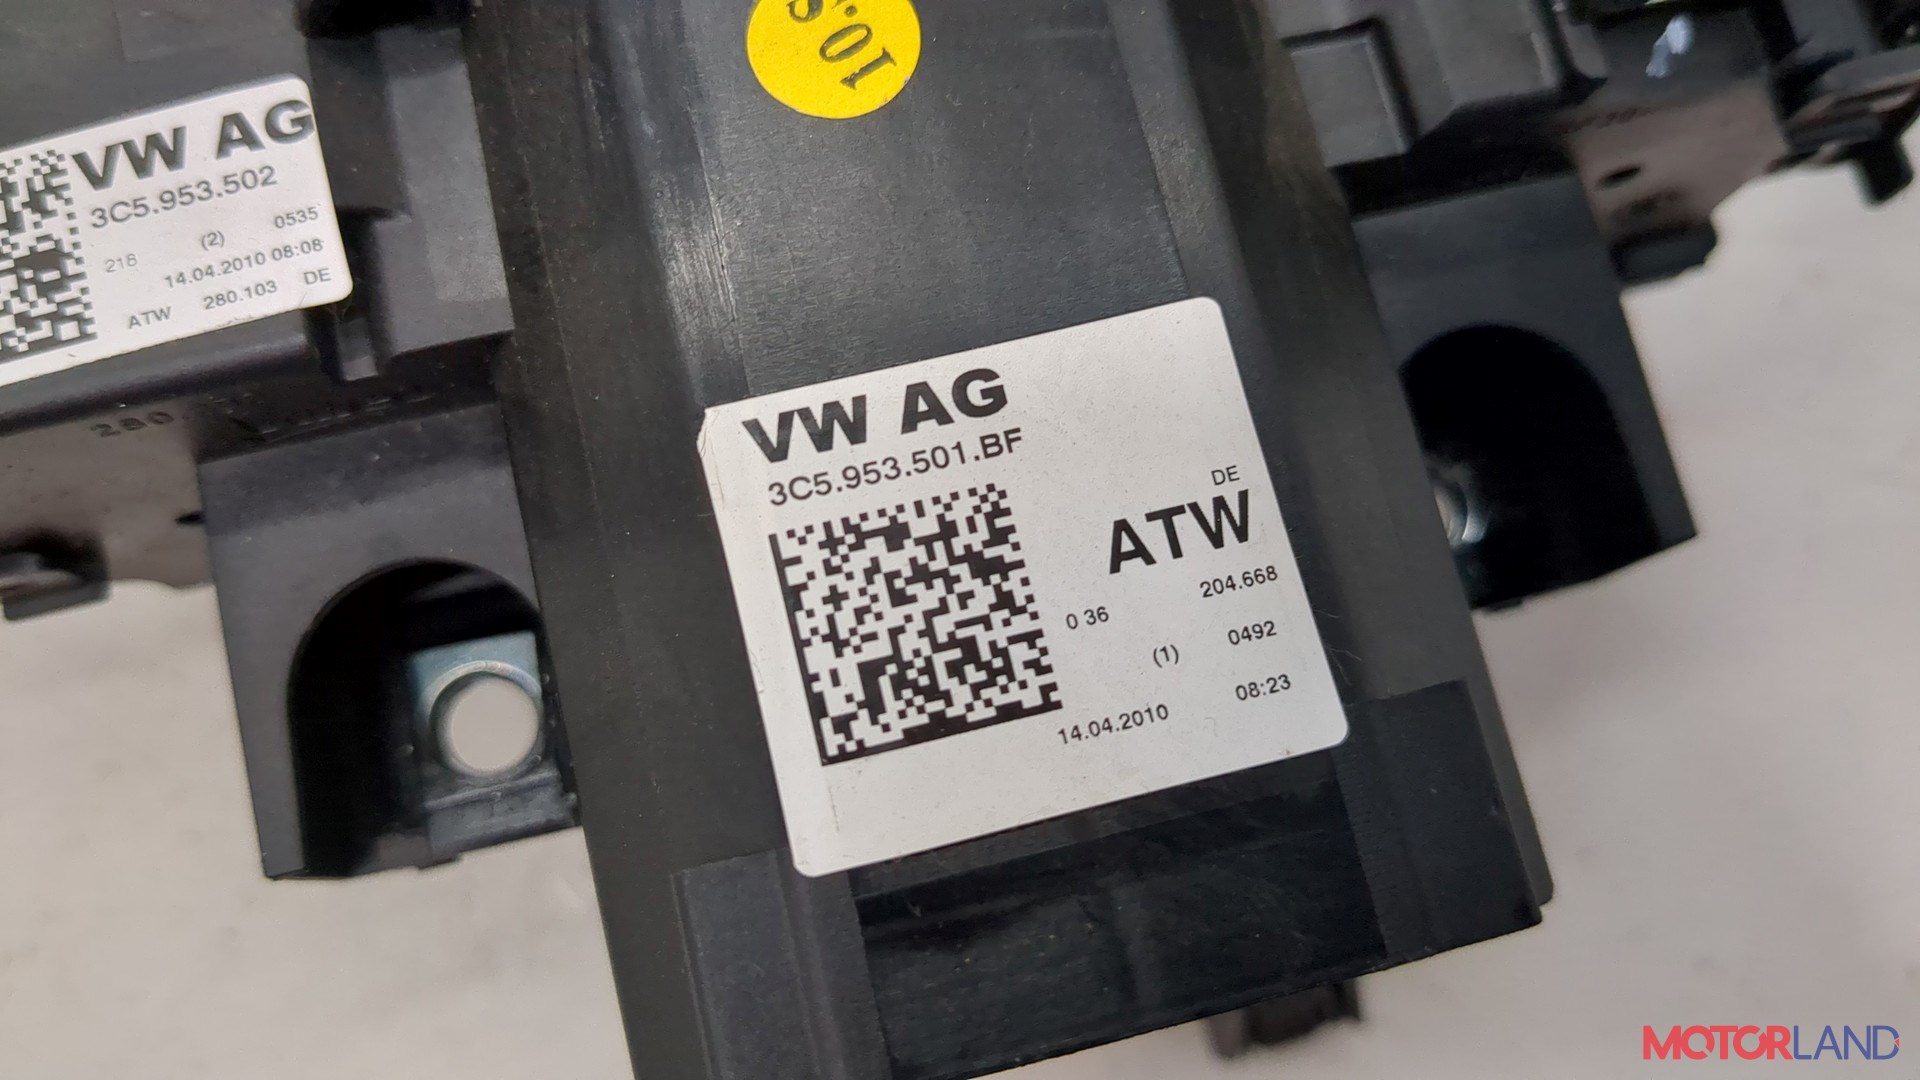 10.
VW AG
3C5.953.502
218 (2) 0535
14.04.2010 08:08
ATW 280.103 DE
VW AG
3C5.953.501.BF
DE
ATW
204.668
0 36
(1) 0492
14.04.2010 08:23
MOTORLAND